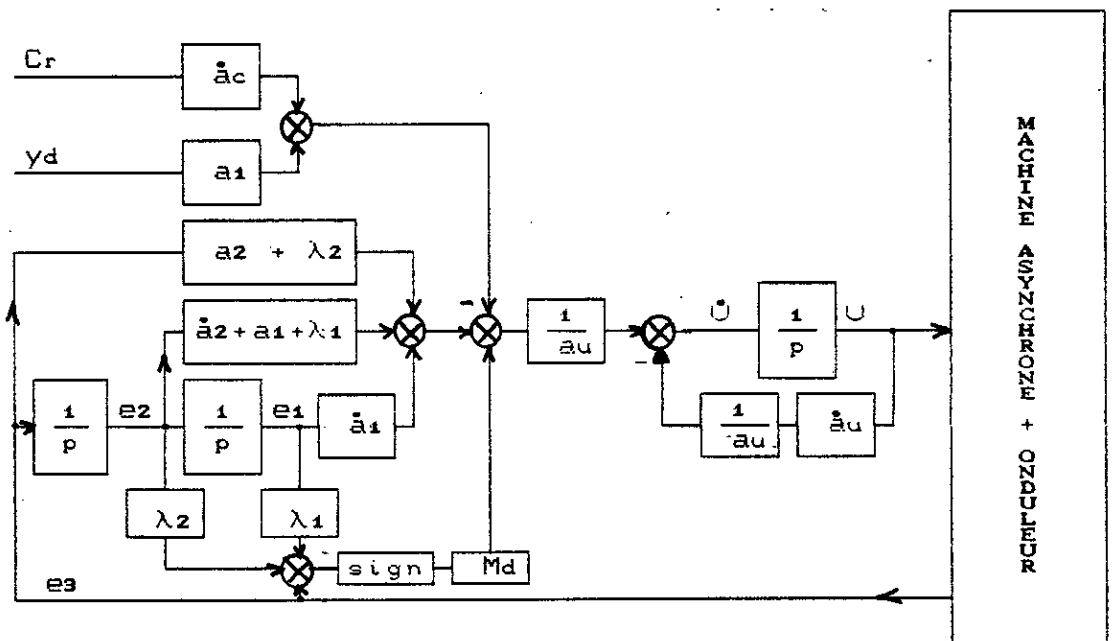 Cr
ȧc
yd
a1
a2 + λ2
ȧ2+a1+λ1
1
p
e2
1
p
e1
ȧ1
λ2
λ1
sign
Md
e3
-
1
au
-
U̇
1
p
U
1
au
ȧu
MACHINE ASYNCHRONE + ONDULEUR